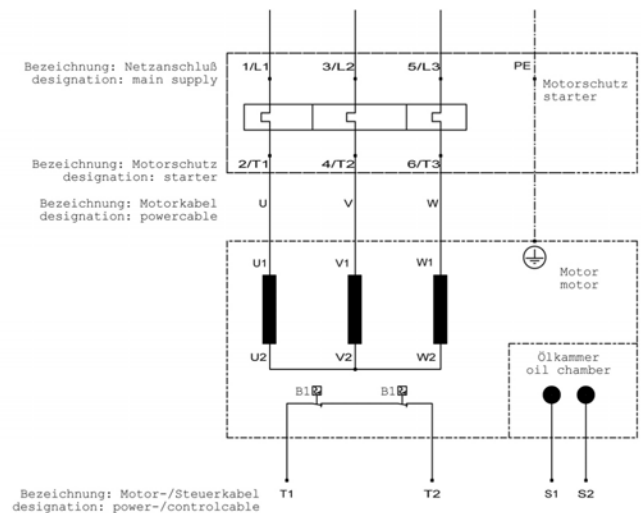 Bezeichnung: Netzanschluß
designation: main supply
1/L1 3/L2 5/L3 PE
Motorschutz
starter
Bezeichnung: Motorschutz
designation: starter
2/T1 4/T2 6/T3
Bezeichnung: Motorkabel
designation: powercable
U V W
U1 V1 W1
Motor
motor
U2 V2 W2
Ölkammer
oil chamber
B1 B1
T1 T2 S1 S2
Bezeichnung: Motor-/Steuerkabel
designation: power-/controlcable